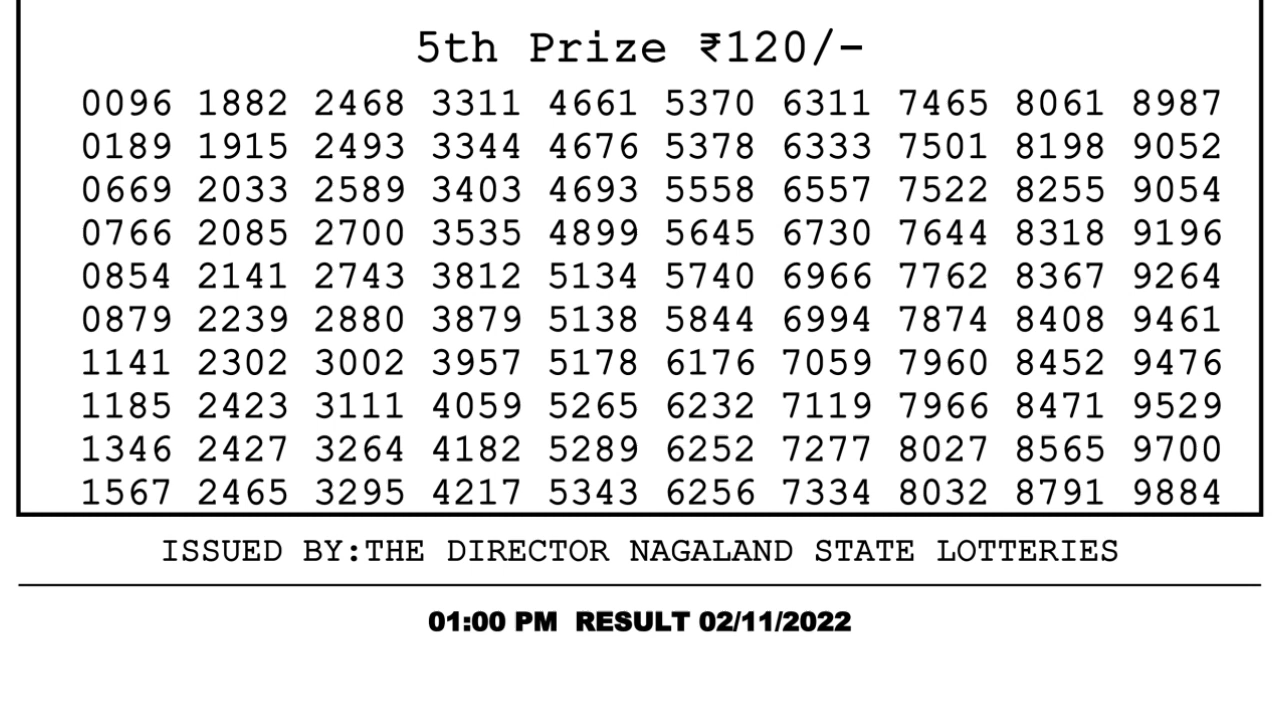 5th Prize ₹120/-
0096 1882 2468 3311 4661 5370 6311 7465 8061 8987
0189 1915 2493 3344 4676 5378 6333 7501 8198 9052
0669 2033 2589 3403 4693 5558 6557 7522 8255 9054
0766 2085 2700 3535 4899 5645 6730 7644 8318 9196
0854 2141 2743 3812 5134 5740 6966 7762 8367 9264
0879 2239 2880 3879 5138 5844 6994 7874 8408 9461
1141 2302 3002 3957 5178 6176 7059 7960 8452 9476
1185 2423 3111 4059 5265 6232 7119 7966 8471 9529
1346 2427 3264 4182 5289 6252 7277 8027 8565 9700
1567 2465 3295 4217 5343 6256 7334 8032 8791 9884
ISSUED BY:THE DIRECTOR NAGALAND STATE LOTTERIES
01:00 PM RESULT 02/11/2022